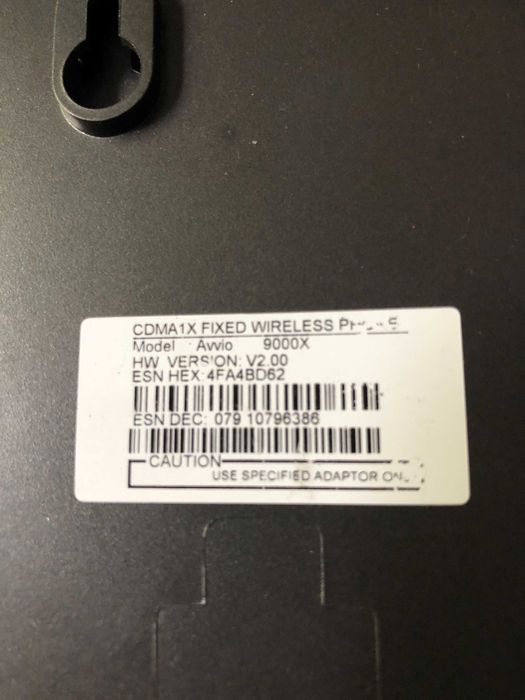 CDMA1X FIXED WIRELESS
Model Avvio 9000X
HW VERSION: V2.00
ESN HEX:4FA4BD62
ESN DEC: 079 10796386
CAUTION
USE SPECIFIED ADAPTOR